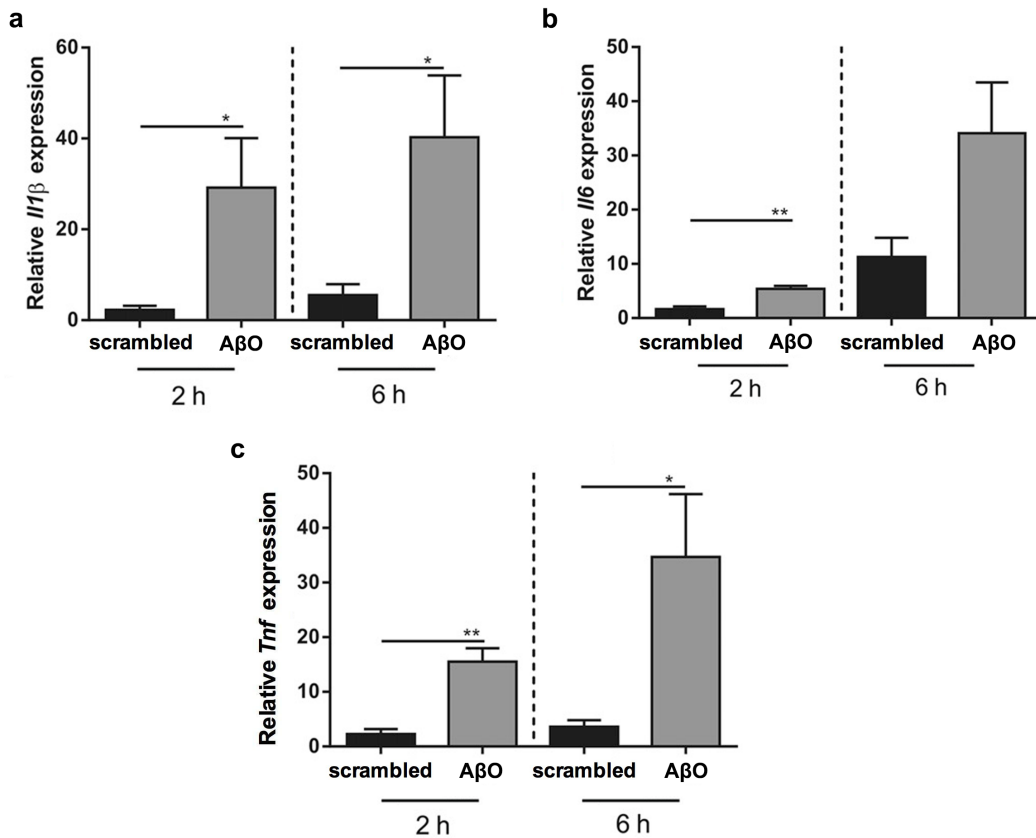 a
Relative Il1β expression
60
40
20
0
*
*
scrambled AβO scrambled AβO
2 h 6 h
b
Relative Il6 expression
50
40
30
20
10
0
**
scrambled AβO scrambled AβO
2 h 6 h
c
Relative Tnf expression
50
40
30
20
10
0
**
*
scrambled AβO scrambled AβO
2 h 6 h